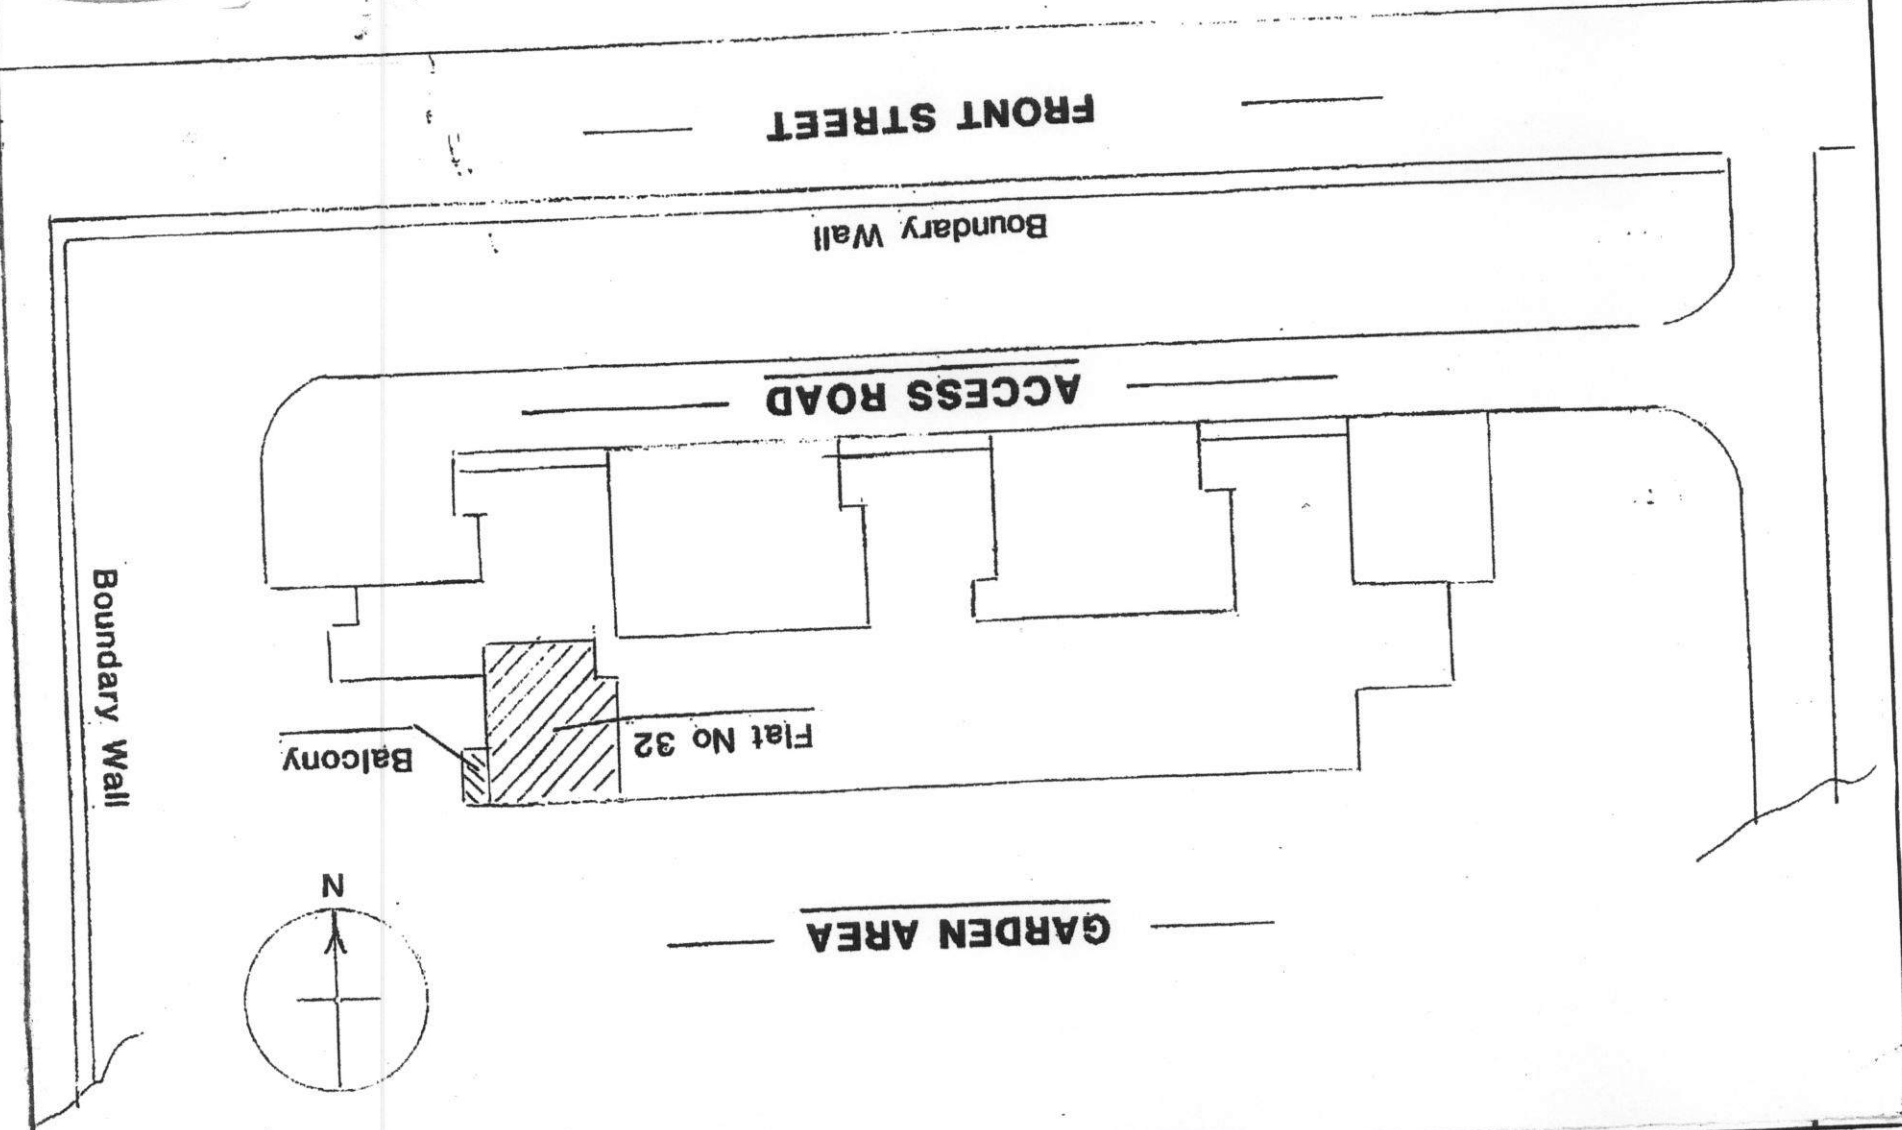 FRONT STREET
Boundary Wall
ACCESS ROAD
Boundary Wall
Flat No 32
Balcony
N
GARDEN AREA